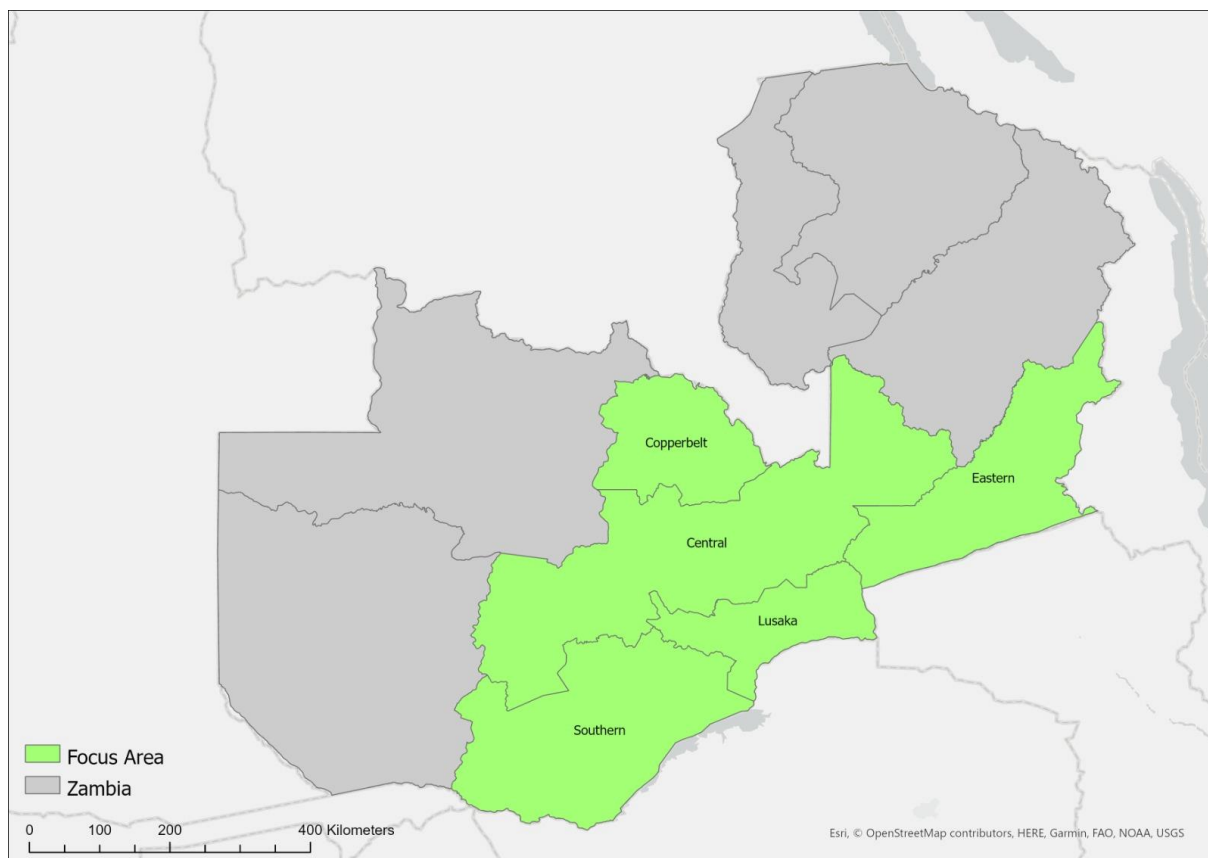 Copperbelt
Eastern
Central
Lusaka
Southern
Focus Area
Zambia
0 100 200 400 Kilometers
Esri, © OpenStreetMap contributors, HERE, Garmin, FAO, NOAA, USGS